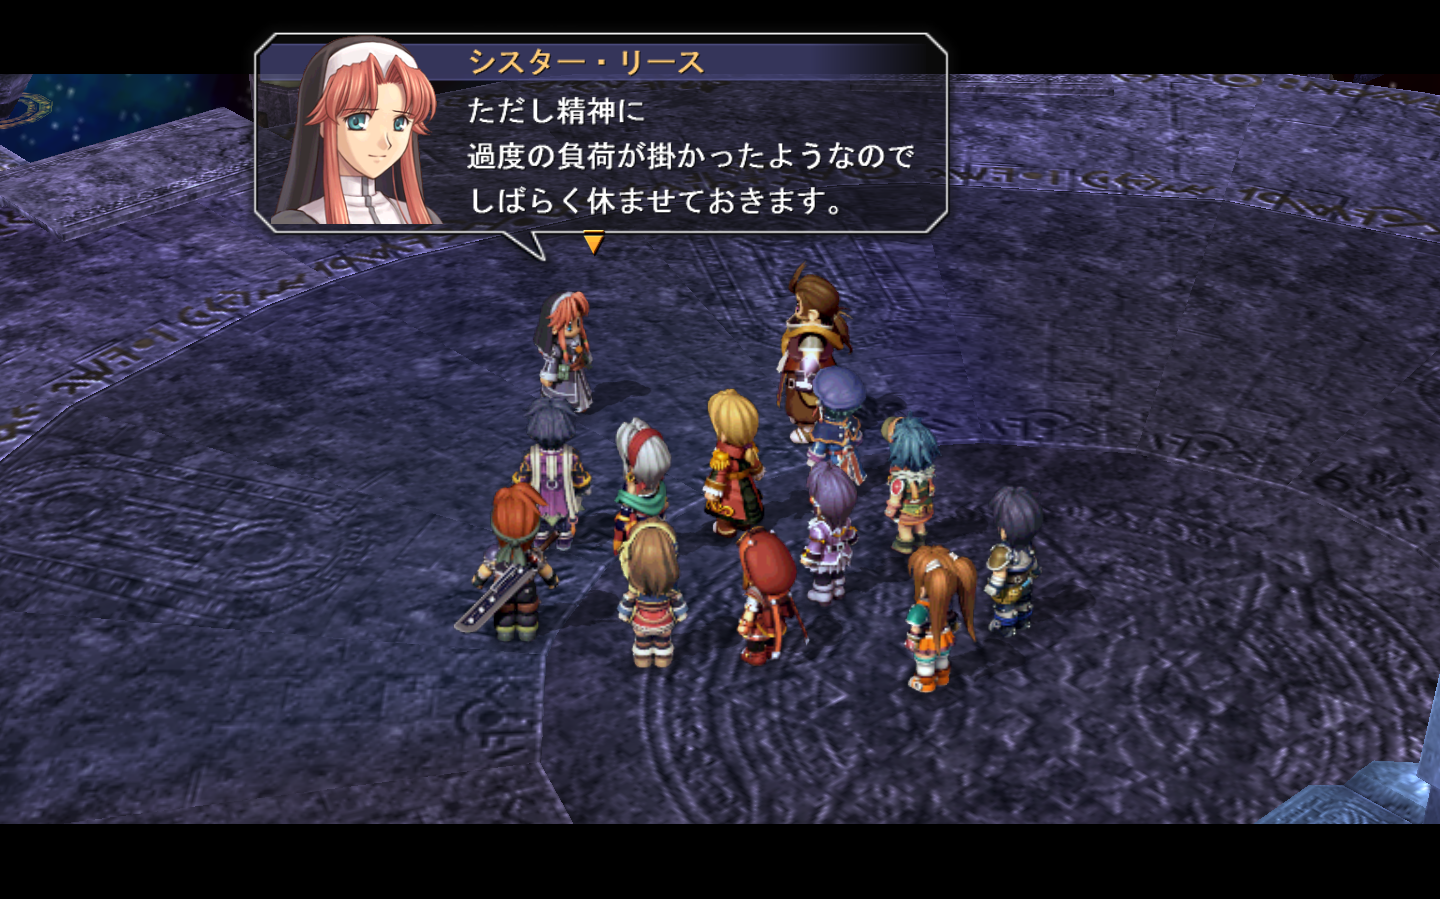 シスター・リース
ただし精神に
過度の負荷が掛かったようなので
しばらく休ませておきます。